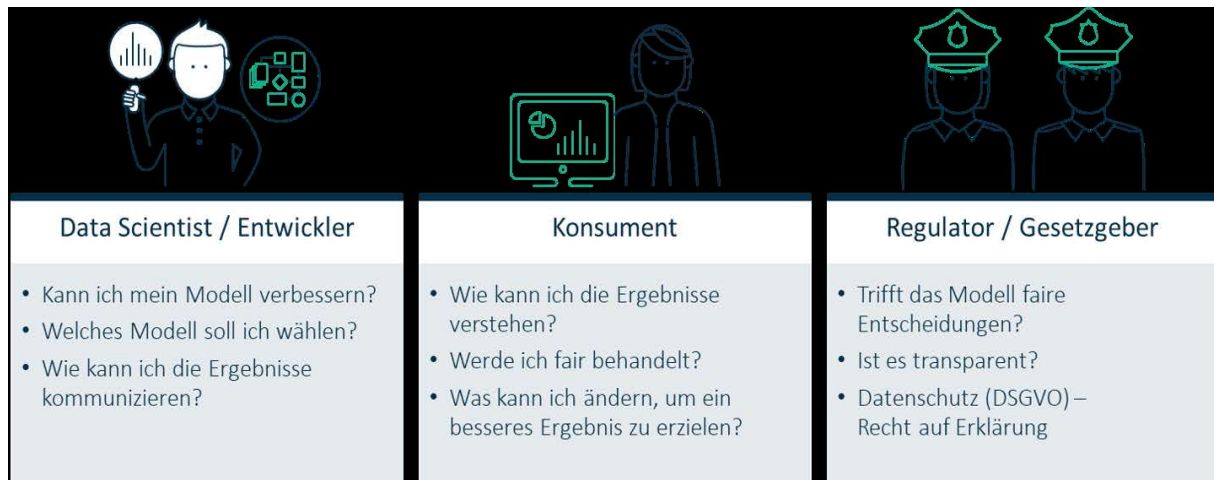 Data Scientist / Entwickler
• Kann ich mein Modell verbessern?
• Welches Modell soll ich wählen?
• Wie kann ich die Ergebnisse
kommunizieren?
Konsument
• Wie kann ich die Ergebnisse
verstehen?
• Werde ich fair behandelt?
• Was kann ich ändern, um ein
besseres Ergebnis zu erzielen?
Regulator / Gesetzgeber
• Trifft das Modell faire
Entscheidungen?
• Ist es transparent?
• Datenschutz (DSGVO) –
Recht auf Erklärung